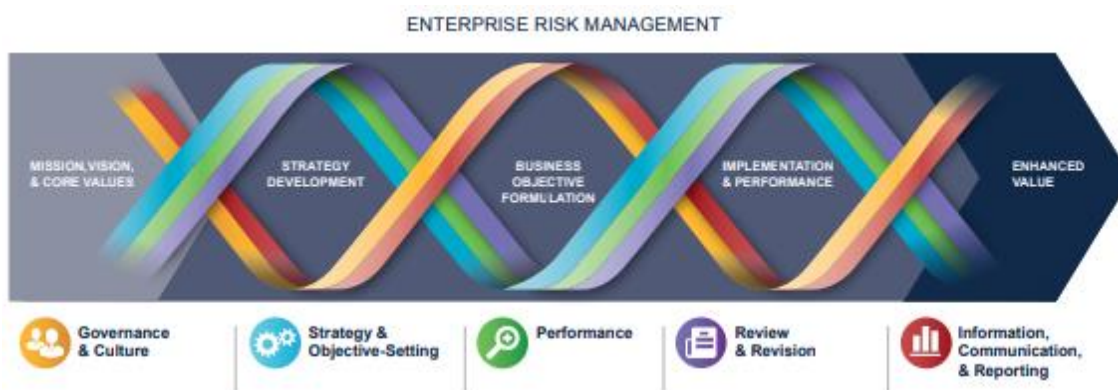 ENTERPRISE RISK MANAGEMENT
MISSION, VISION,
& CORE VALUES
STRATEGY
DEVELOPMENT
BUSINESS
OBJECTIVE
FORMULATION
IMPLEMENTATION
& PERFORMANCE
ENHANCED
VALUE
Governance
& Culture
Strategy &
Objective-Setting
Performance
Review
& Revision
Information,
Communication,
& Reporting